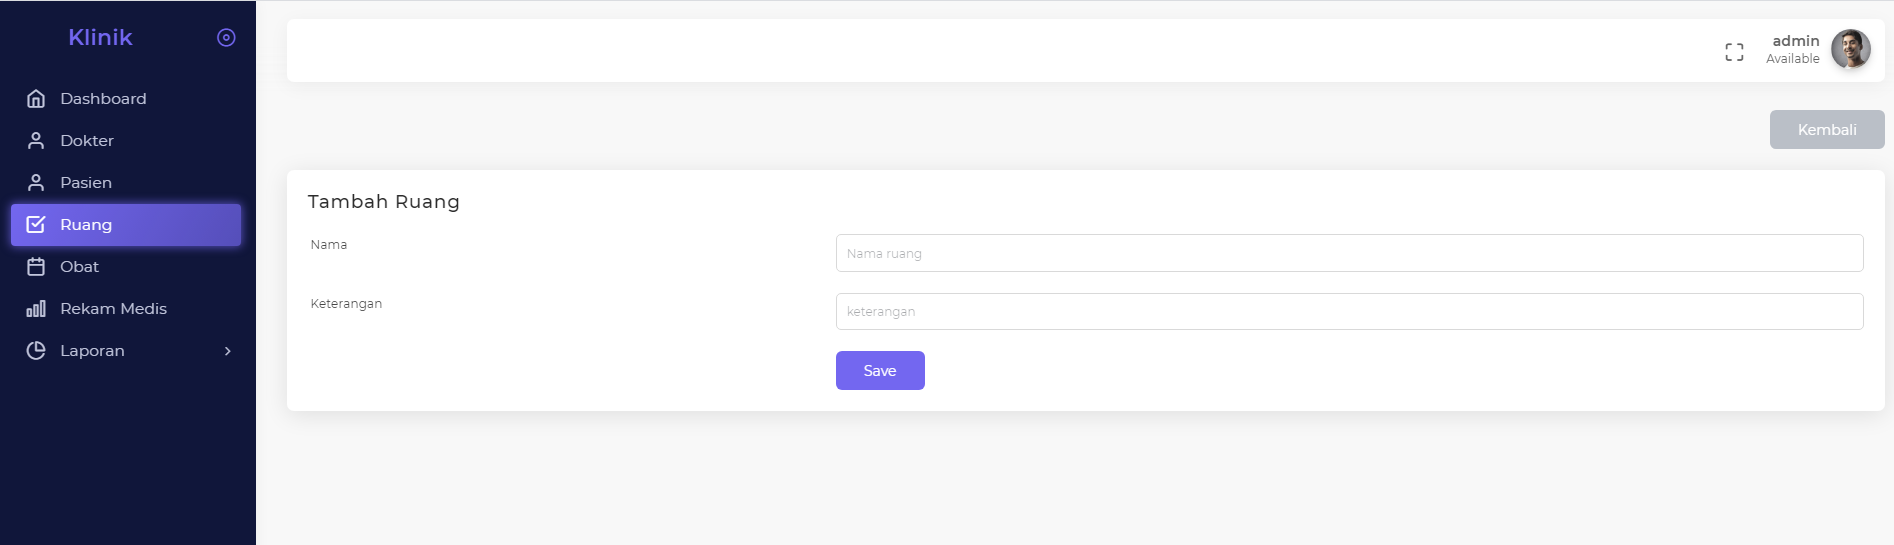 Klinik
Dashboard
Dokter
Pasien
Ruang
Obat
Rekam Medis
Laporan
admin
Available
Kembali
Tambah Ruang
Nama
Nama ruang
Keterangan
keterangan
Save